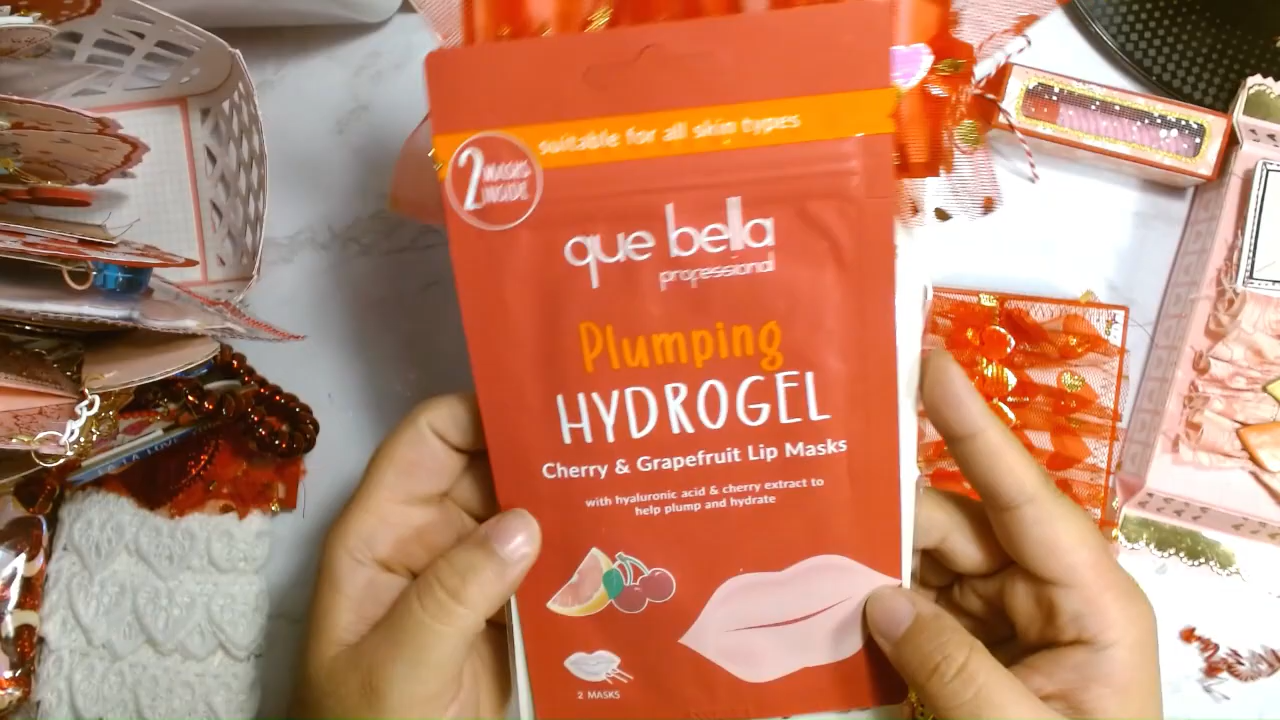 suitable for all skin types
2 MASKS
INSIDE
que bella
professional
Plumping
HYDROGEL
Cherry & Grapefruit Lip Masks
with hyaluronic acid & cherry extract to
help plump and hydrate
2 MASKS